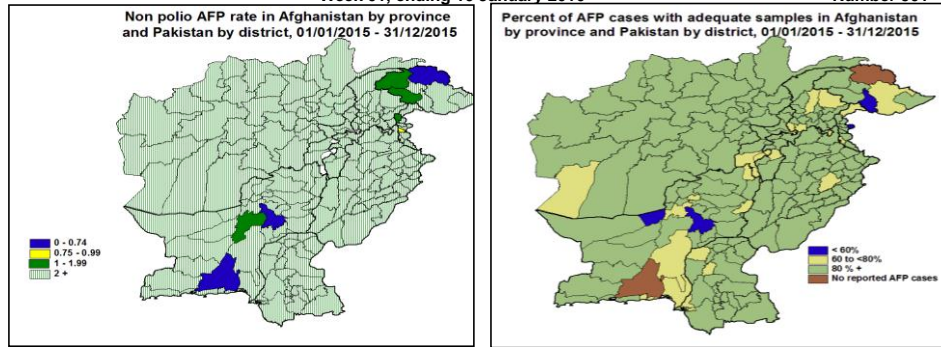 Non polio AFP rate in Afghanistan by province
and Pakistan by district, 01/01/2015 - 31/12/2015
0 - 0.74
0.75 - 0.99
1 - 1.99
2 +
Percent of AFP cases with adequate samples in Afghanistan
by province and Pakistan by district, 01/01/2015 - 31/12/2015
< 60%
60 to <80%
80 % +
No reported AFP cases